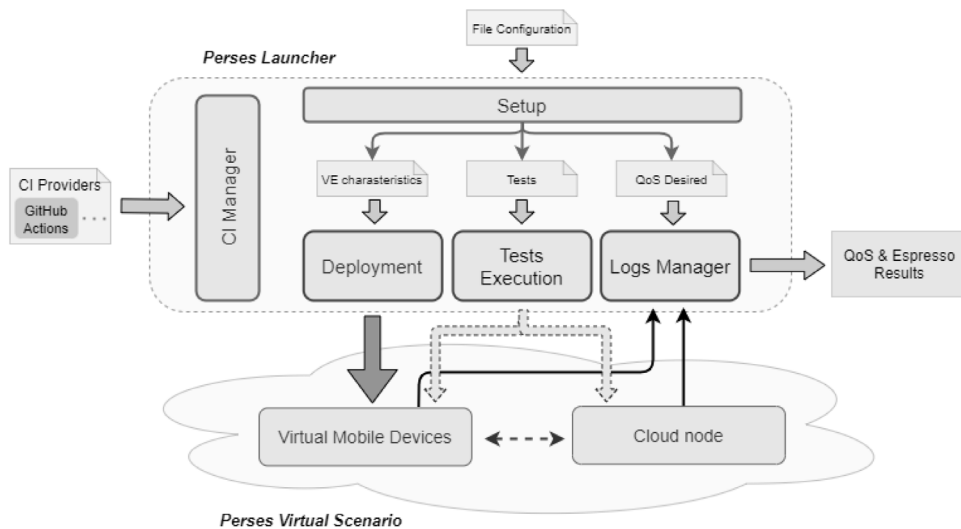 File Configuration
Perses Launcher
Setup
CI Manager
VE charasteristics
Tests
QoS Desired
CI Providers
GitHub
Actions
...
Deployment
Tests
Execution
Logs Manager
QoS & Espresso
Results
Virtual Mobile Devices
Cloud node
Perses Virtual Scenario